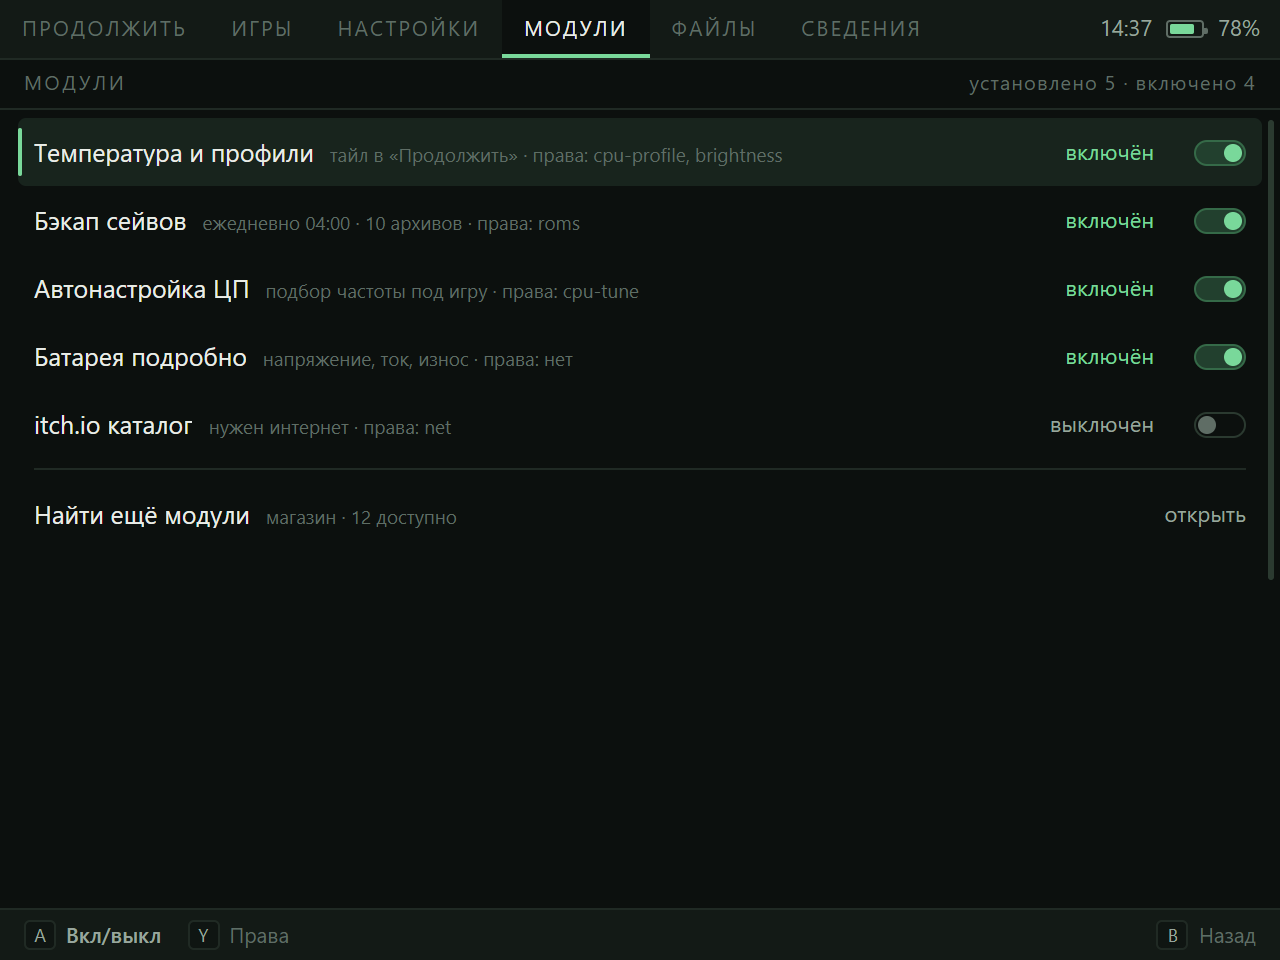 ПРОДОЛЖИТЬ ИГРЫ НАСТРОЙКИ МОДУЛИ ФАЙЛЫ СВЕДЕНИЯ 14:37 78%
МОДУЛИ установлено 5 · включено 4
Температура и профили тайл в «Продолжить» · права: cpu-profile, brightness включён
Бэкап сейвов ежедневно 04:00 · 10 архивов · права: roms включён
Автонастройка ЦП подбор частоты под игру · права: cpu-tune включён
Батарея подробно напряжение, ток, износ · права: нет включён
itch.io каталог нужен интернет · права: net выключен
Найти ещё модули магазин · 12 доступно открыть
A Вкл/выкл Y Права B Назад